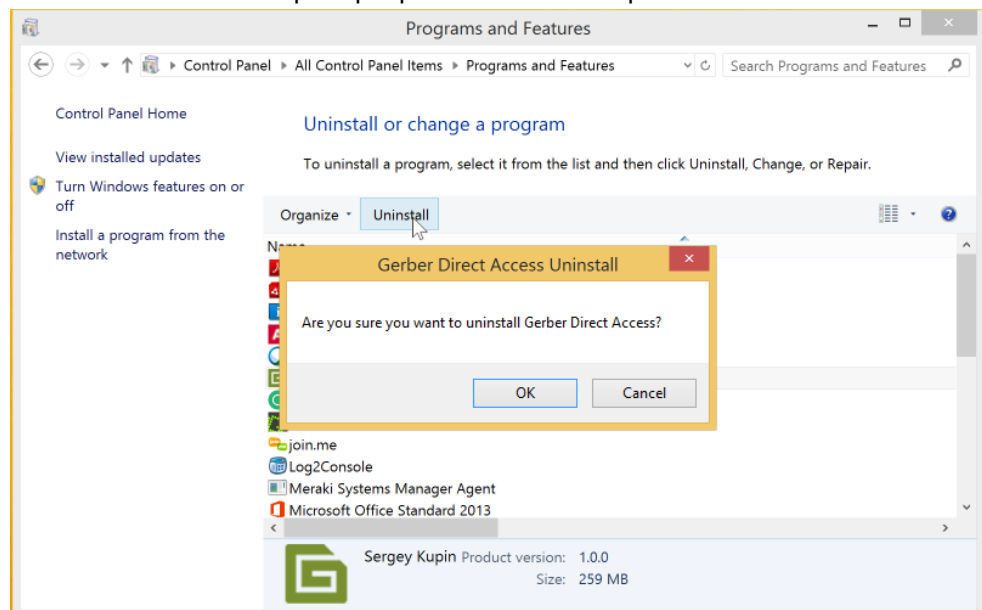 Programs and Features
Control Panel All Control Panel Items Programs and Features
Search Programs and Features
Control Panel Home
View installed updates
Turn Windows features on or
off
Install a program from the
network
Uninstall or change a program
To uninstall a program, select it from the list and then click Uninstall, Change, or Repair.
Organize Uninstall
Gerber Direct Access Uninstall
Are you sure you want to uninstall Gerber Direct Access?
OK Cancel
join.me
Log2Console
Meraki Systems Manager Agent
Microsoft Office Standard 2013
Sergey Kupin Product version: 1.0.0
Size: 259 MB